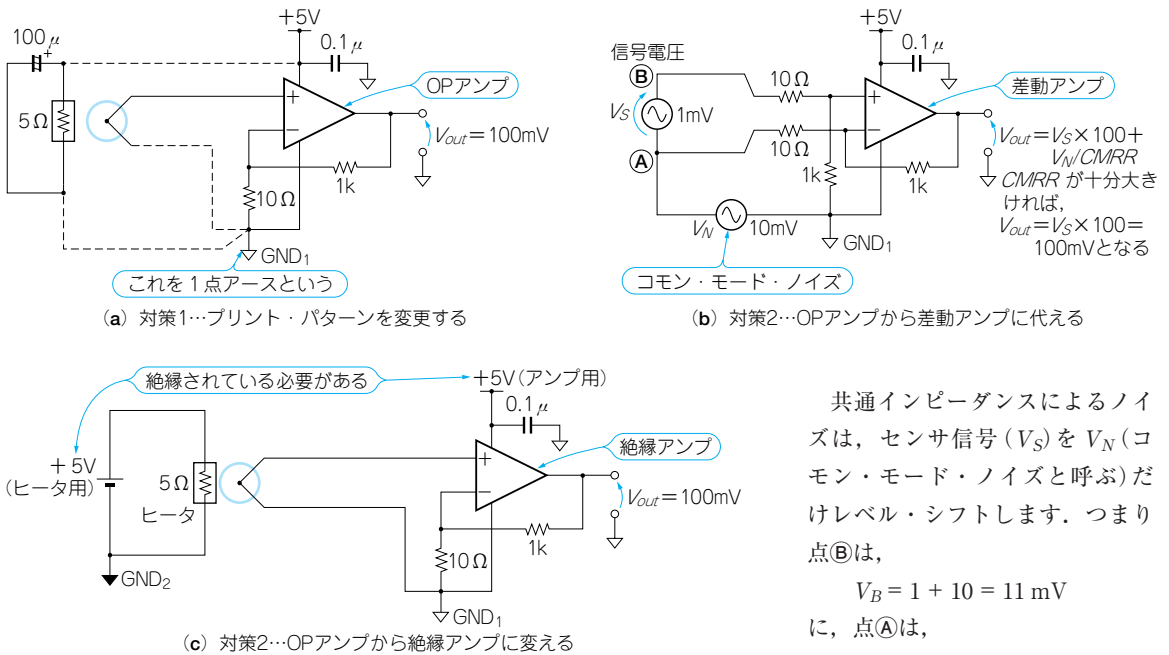 +5V
100μ
+
0.1μ
OPアンプ
5Ω
+
−
Vout=100mV
1k
10Ω
GND1
これを1点アースという
(a) 対策1…プリント・パターンを変更する
+5V
信号電圧
0.1μ
Ⓑ
10Ω
差動アンプ
VS
1mV
+
−
Ⓐ
10Ω
1k
1k
Vout=VS×100+
VN/CMRR
CMRR が十分大き
ければ,
Vout=VS×100=
100mVとなる
VN
10mV
GND1
コモン・モード・ノイズ
(b) 対策2…OPアンプから差動アンプに代える
絶縁されている必要がある
+5V(アンプ用)
0.1μ
絶縁アンプ
+5V
(ヒータ用)
5Ω
ヒータ
+
−
Vout=100mV
1k
10Ω
GND2
GND1
(c) 対策2…OPアンプから絶縁アンプに変える
共通インピーダンスによるノイ
ズは,センサ信号(VS)をVN(コ
モン・モード・ノイズと呼ぶ)だ
けレベル・シフトします.つまり
点Ⓑは,
VB = 1 + 10 = 11 mV
に,点Ⓐは,